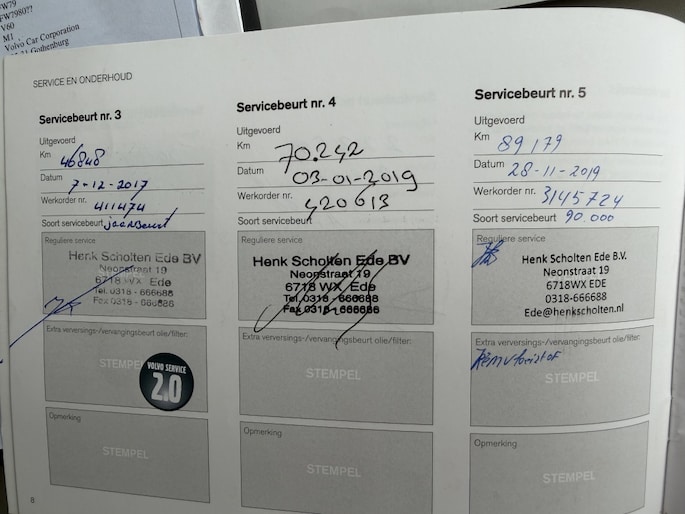 W79
FW7980??
V60
M1
Volvo Car Corporation
Gothenburg
SERVICE EN ONDERHOUD
Servicebeurt nr. 3
Uitgevoerd
Km 46848
Datum 7-12-2017
Werkorder nr. 411474
Soort servicebeurt jaarbeurt
Reguliere service
Henk Scholten Ede BV
Neonstraat 19
6718 WX Ede
Tel. 0318 - 666688
Fax 0318 - 666688
Extra verversings-/vervangingsbeurt olie/filter:
STEMPEL
VOLVO SERVICE
2.0
Opmerking
STEMPEL
8.
Servicebeurt nr. 4
Uitgevoerd
Km 70.242
Datum 03-01-2019
Werkorder nr. 420613
Soort servicebeurt
Reguliere service
Henk Scholten Ede BV
Neonstraat 19
6718 WX Ede
Tel. 0318 - 666688
Fax 0318 - 666686
Extra verversings-/vervangingsbeurt olie/filter:
STEMPEL
Opmerking
STEMPEL
Servicebeurt nr. 5
Uitgevoerd
Km 89179
Datum 28-11-2019
Werkorder nr. 3145724
Soort servicebeurt 90.000
Reguliere service
Henk Scholten Ede B.V.
Neonstraat 19
6718WX EDE
0318-666688
Ede@henkscholten.nl
Extra verversings-/vervangingsbeurt olie/filter:
Remvloeistof
STEMPEL
Opmerking
STEMPEL